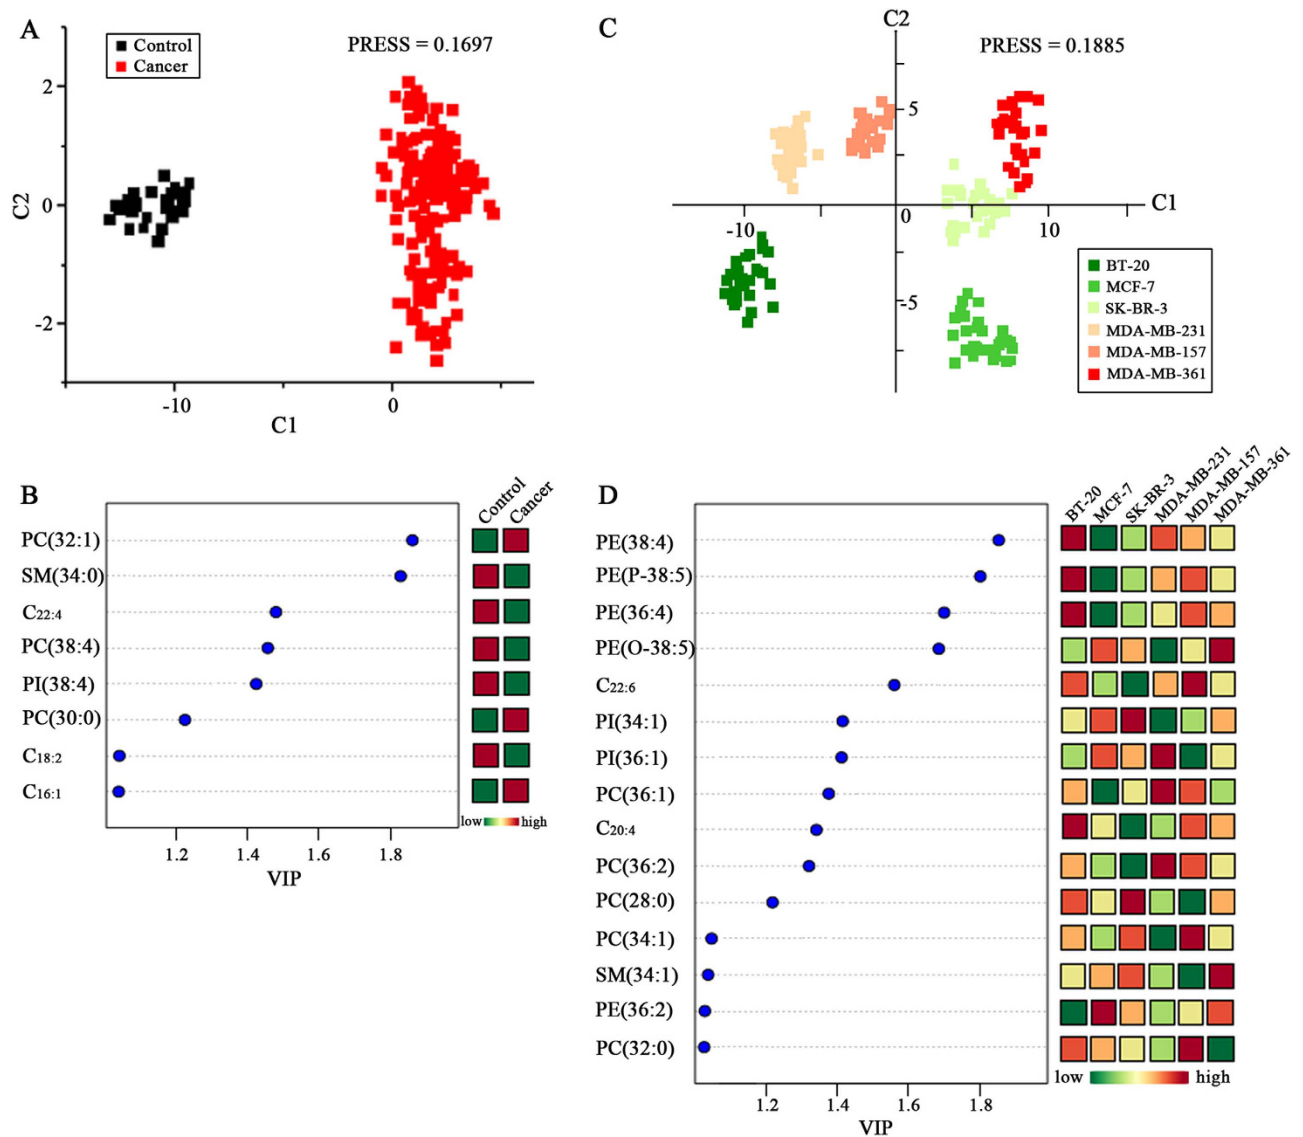 A
Control
Cancer
PRESS = 0.1697
2
0
-2
C2
-10
0
C1
C
C2
PRESS = 0.1885
5
-5
C1
-10
0
10
BT-20
MCF-7
SK-BR-3
MDA-MB-231
MDA-MB-157
MDA-MB-361
B
Control
Cancer
PC(32:1)
SM(34:0)
C22:4
PC(38:4)
PI(38:4)
PC(30:0)
C18:2
C16:1
low high
1.2 1.4 1.6 1.8
VIP
D
BT-20
MCF-7
SK-BR-3
MDA-MB-231
MDA-MB-157
MDA-MB-361
PE(38:4)
PE(P-38:5)
PE(36:4)
PE(O-38:5)
C22:6
PI(34:1)
PI(36:1)
PC(36:1)
C20:4
PC(36:2)
PC(28:0)
PC(34:1)
SM(34:1)
PE(36:2)
PC(32:0)
low high
1.2 1.4 1.6 1.8
VIP